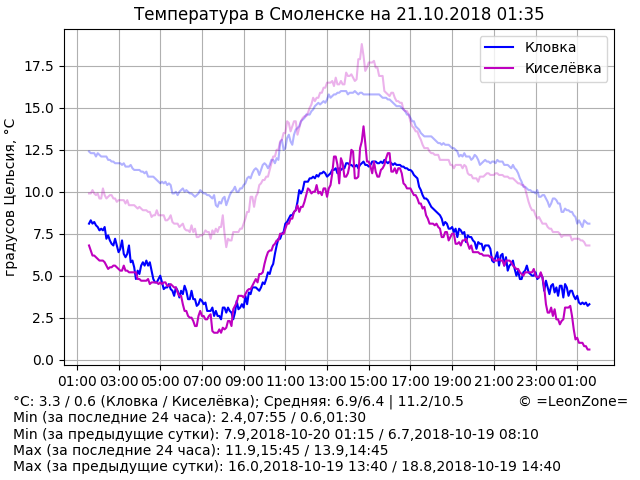 Температура в Смоленске на 21.10.2018 01:35
Кловка
Киселёвка
градусов Цельсия, °C
17.5
15.0
12.5
10.0
7.5
5.0
2.5
0.0
01:00 03:00 05:00 07:00 09:00 11:00 13:00 15:00 17:00 19:00 21:00 23:00 01:00
°C: 3.3 / 0.6 (Кловка / Киселёвка); Средняя: 6.9/6.4 | 11.2/10.5 © =LeonZone=
Min (за последние 24 часа): 2.4,07:55 / 0.6,01:30
Min (за предыдущие сутки): 7.9,2018-10-20 01:15 / 6.7,2018-10-19 08:10
Max (за последние 24 часа): 11.9,15:45 / 13.9,14:45
Max (за предыдущие сутки): 16.0,2018-10-19 13:40 / 18.8,2018-10-19 14:40